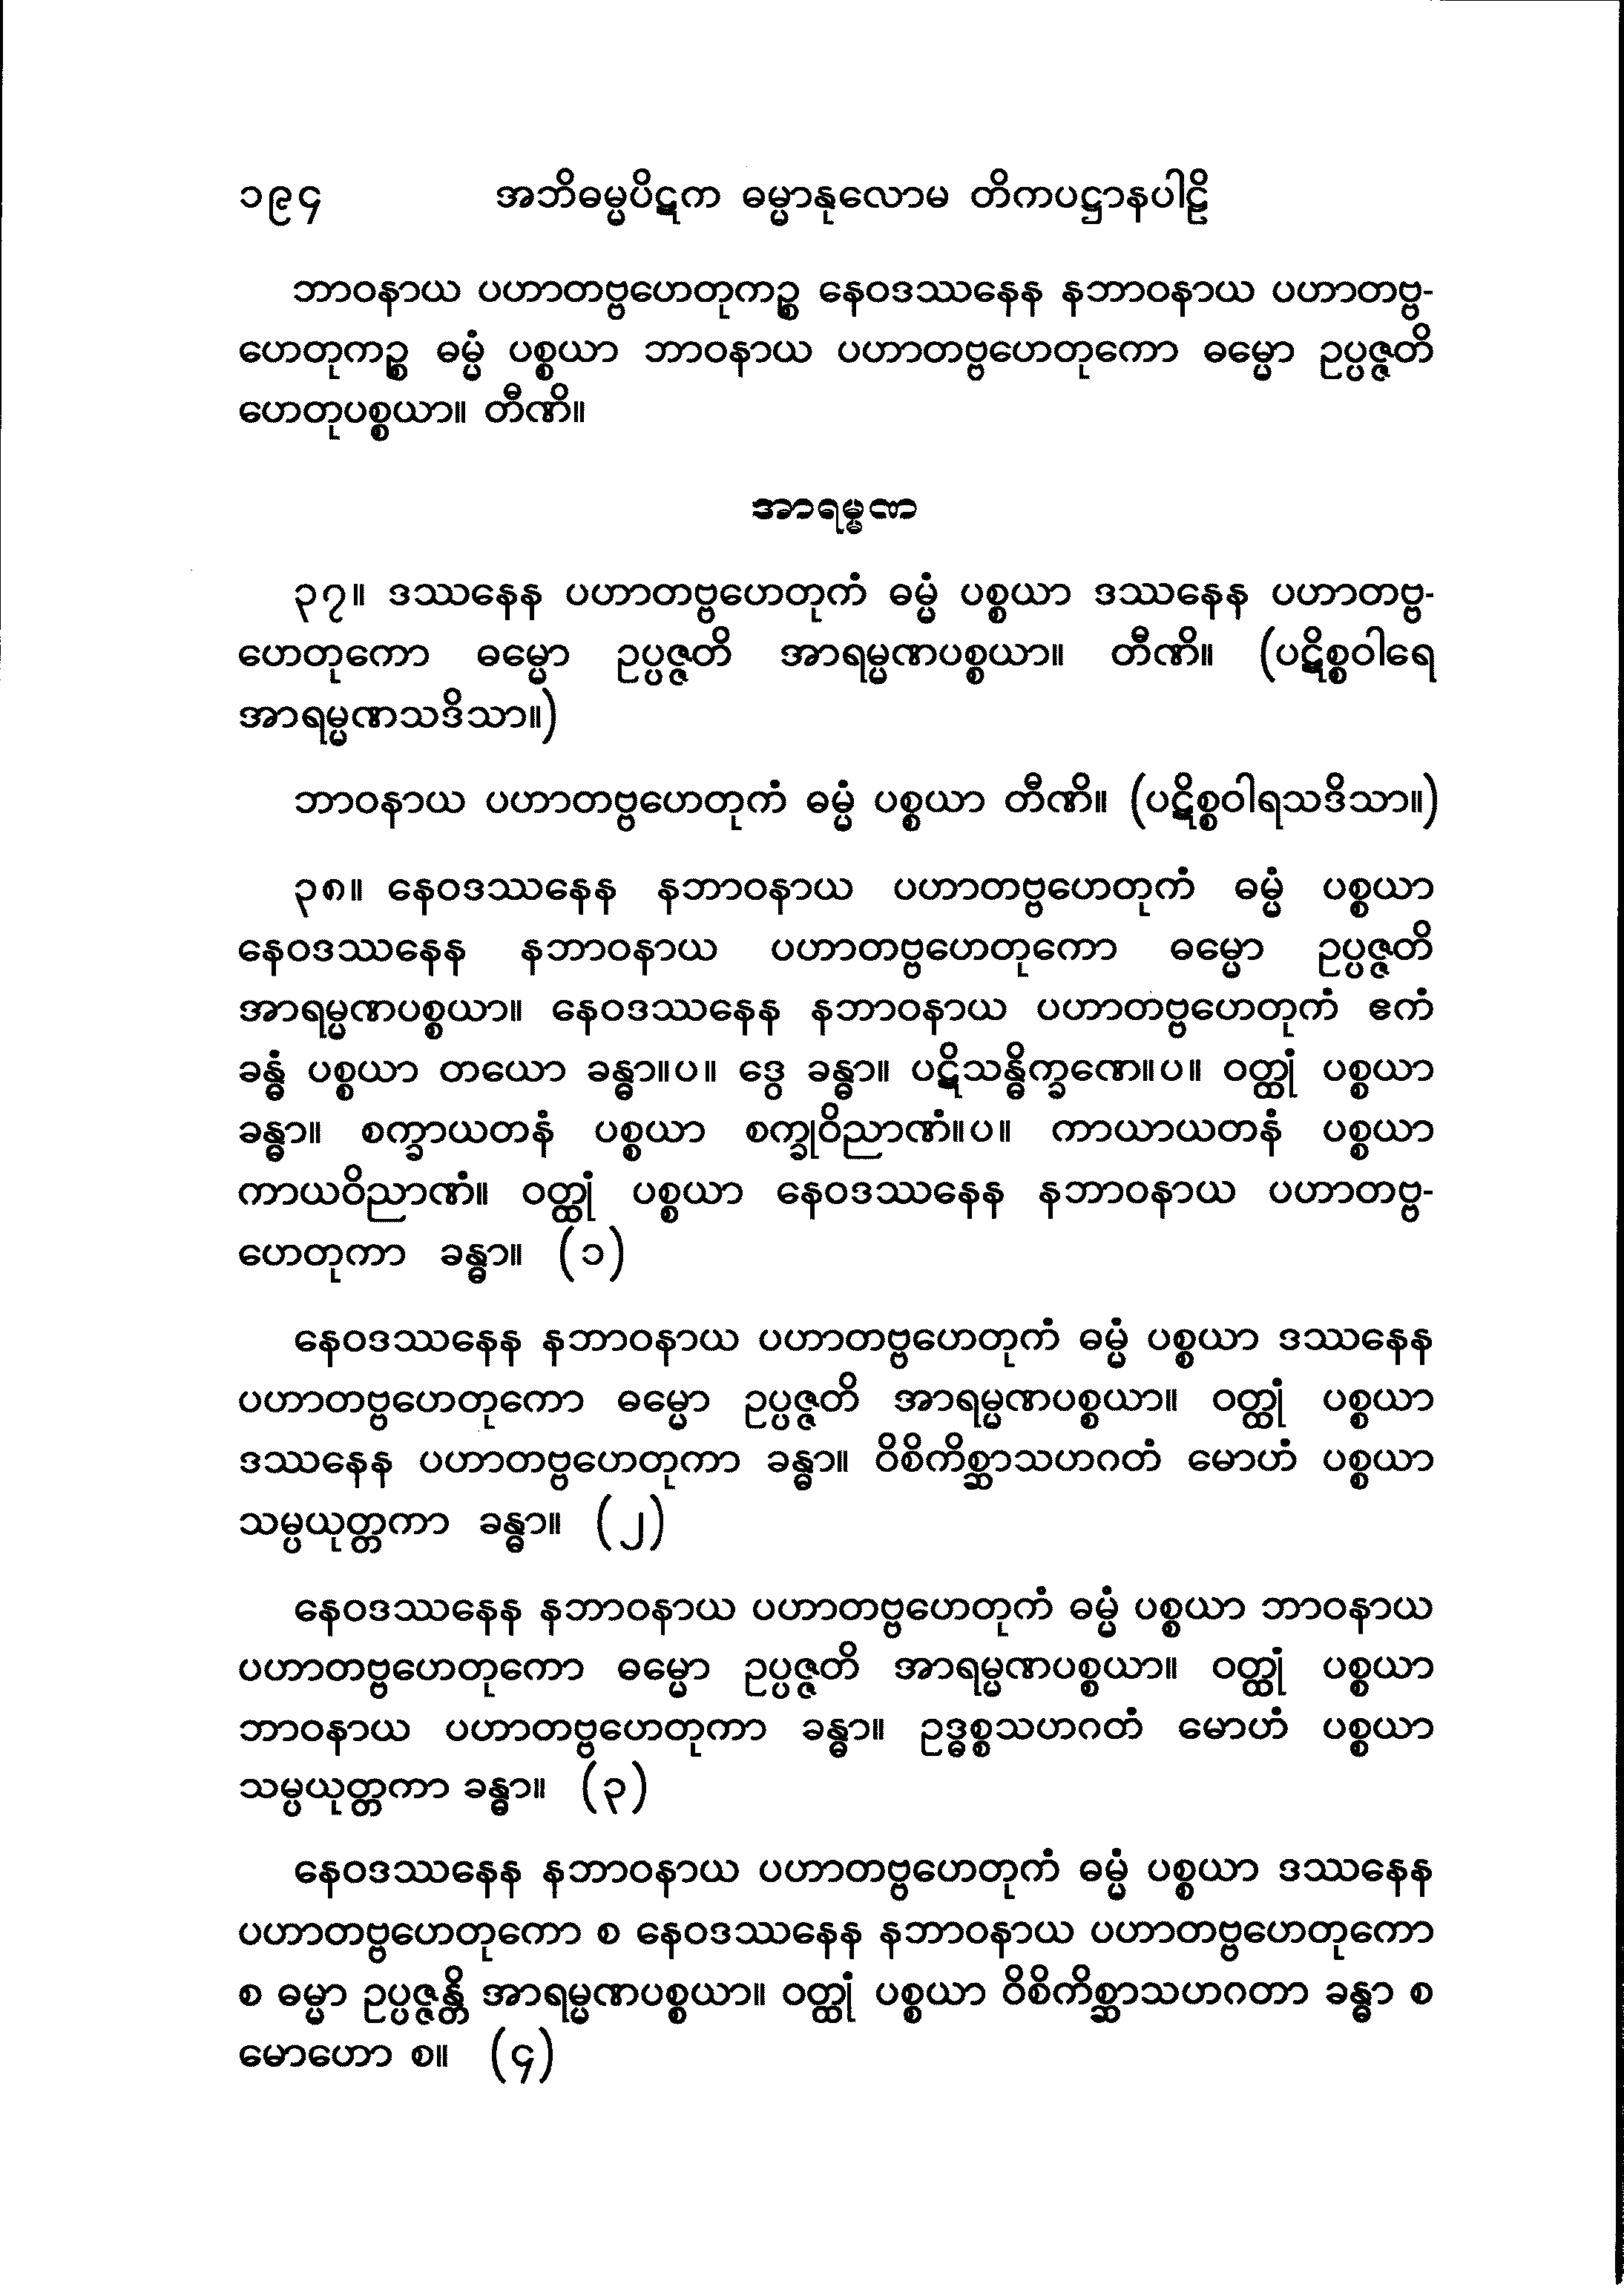 ၁၉၄ အဘိဓမ္မပိဋက ဓမ္မာနုလောမ တိကပဋ္ဌာနပါဠိ
ဘာဝနာယ ပဟာတဗ္ဗဟေတုကဉ္စ နေဝဒဿနေန နဘာဝနာယ ပဟာတဗ္ဗ-
ဟေတုကဉ္စ ဓမ္မံ ပစ္စယာ ဘာဝနာယ ပဟာတဗ္ဗဟေတုကော ဓမ္မော ဥပ္ပဇ္ဇတိ
ဟေတုပစ္စယာ။ တီဏိ။
အာရမ္မဏ
၃၇။ ဒဿနေန ပဟာတဗ္ဗဟေတုကံ ဓမ္မံ ပစ္စယာ ဒဿနေန ပဟာတဗ္ဗ-
ဟေတုကော ဓမ္မော ဥပ္ပဇ္ဇတိ အာရမ္မဏပစ္စယာ။ တီဏိ။ (ပဋိစ္စဝါရေ
အာရမ္မဏသဒိသာ။)
ဘာဝနာယ ပဟာတဗ္ဗဟေတုကံ ဓမ္မံ ပစ္စယာ တီဏိ။ (ပဋိစ္စဝါရသဒိသာ။)
၃၈။ နေဝဒဿနေန နဘာဝနာယ ပဟာတဗ္ဗဟေတုကံ ဓမ္မံ ပစ္စယာ
နေဝဒဿနေန နဘာဝနာယ ပဟာတဗ္ဗဟေတုကော ဓမ္မော ဥပ္ပဇ္ဇတိ
အာရမ္မဏပစ္စယာ။ နေဝဒဿနေန နဘာဝနာယ ပဟာတဗ္ဗဟေတုကံ ဧကံ
ခန္ဓံ ပစ္စယာ တယော ခန္ဓာ။ပ။ ဒွေ ခန္ဓာ။ ပဋိသန္ဓိက္ခဏေ။ပ။ ဝတ္ထုံ ပစ္စယာ
ခန္ဓာ။ စက္ခာယတနံ ပစ္စယာ စက္ခုဝိညာဏံ။ပ။ ကာယာယတနံ ပစ္စယာ
ကာယဝိညာဏံ။ ဝတ္ထုံ ပစ္စယာ နေဝဒဿနေန နဘာဝနာယ ပဟာတဗ္ဗ-
ဟေတုကာ ခန္ဓာ။ (၁)
နေဝဒဿနေန နဘာဝနာယ ပဟာတဗ္ဗဟေတုကံ ဓမ္မံ ပစ္စယာ ဒဿနေန
ပဟာတဗ္ဗဟေတုကော ဓမ္မော ဥပ္ပဇ္ဇတိ အာရမ္မဏပစ္စယာ။ ဝတ္ထုံ ပစ္စယာ
ဒဿနေန ပဟာတဗ္ဗဟေတုကာ ခန္ဓာ။ ဝိစိကိစ္ဆာသဟဂတံ မောဟံ ပစ္စယာ
သမ္ပယုတ္တကာ ခန္ဓာ။ (၂)
နေဝဒဿနေန နဘာဝနာယ ပဟာတဗ္ဗဟေတုကံ ဓမ္မံ ပစ္စယာ ဘာဝနာယ
ပဟာတဗ္ဗဟေတုကော ဓမ္မော ဥပ္ပဇ္ဇတိ အာရမ္မဏပစ္စယာ။ ဝတ္ထုံ ပစ္စယာ
ဘာဝနာယ ပဟာတဗ္ဗဟေတုကာ ခန္ဓာ။ ဥဒ္ဓစ္စသဟဂတံ မောဟံ ပစ္စယာ
သမ္ပယုတ္တကာ ခန္ဓာ။ (၃)
နေဝဒဿနေန နဘာဝနာယ ပဟာတဗ္ဗဟေတုကံ ဓမ္မံ ပစ္စယာ ဒဿနေန
ပဟာတဗ္ဗဟေတုကော စ နေဝဒဿနေန နဘာဝနာယ ပဟာတဗ္ဗဟေတုကော
စ ဓမ္မာ ဥပ္ပဇ္ဇန္တိ အာရမ္မဏပစ္စယာ။ ဝတ္ထုံ ပစ္စယာ ဝိစိကိစ္ဆာသဟဂတာ ခန္ဓာ စ
မောဟော စ။ (၄)